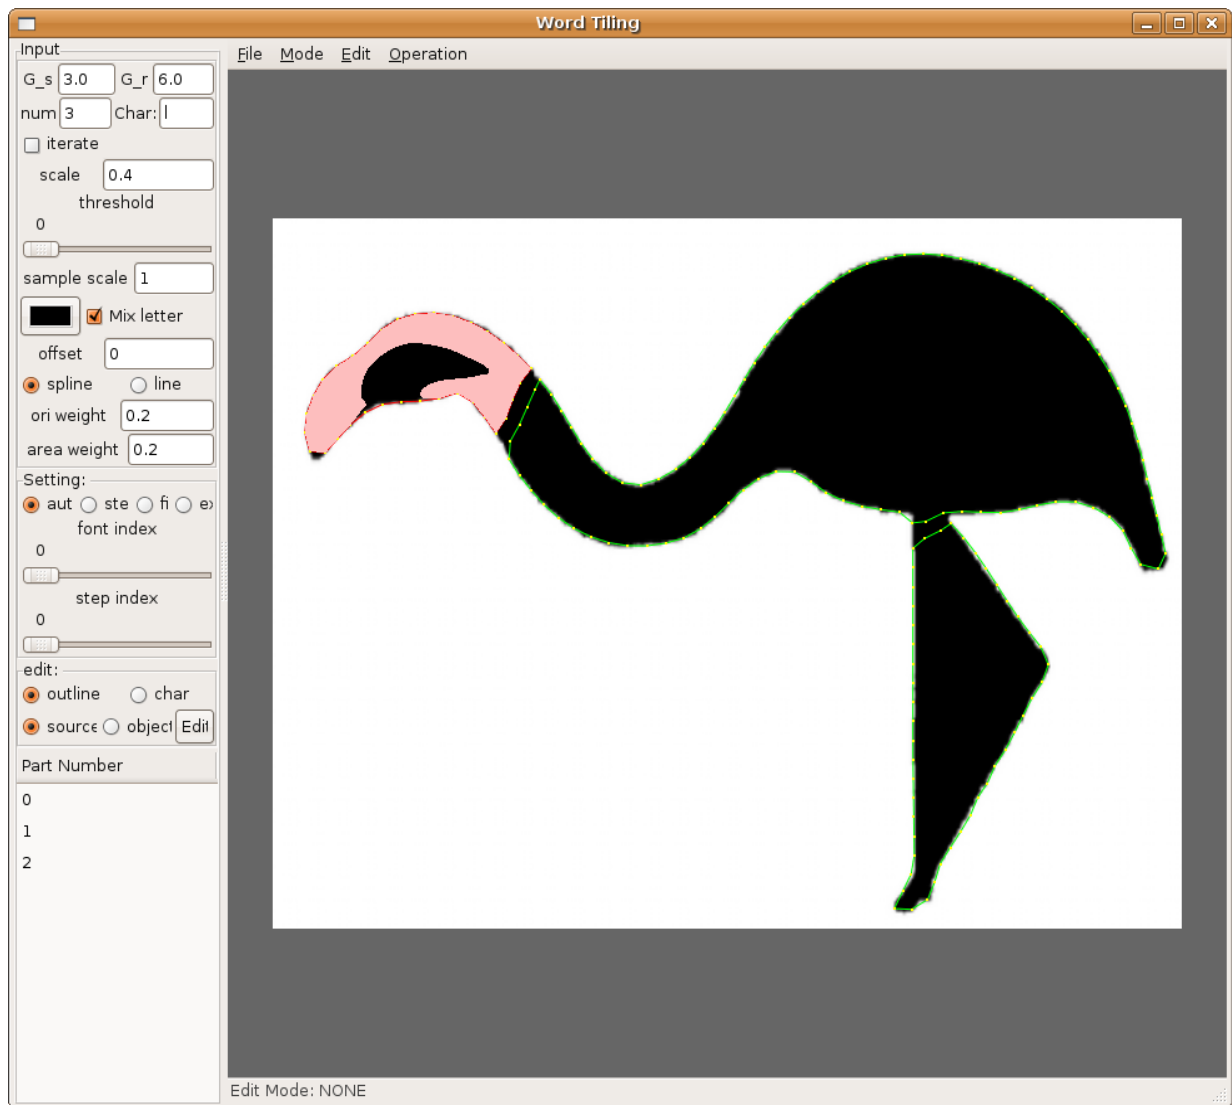 Word Tiling
Input
G_s 3.0 G_r 6.0
num 3 Char: l
iterate
scale 0.4
threshold
0
sample scale 1
Mix letter
offset 0
spline line
ori weight 0.2
area weight 0.2
Setting:
aut ste fi ex
font index
0
step index
0
edit:
outline char
source object Edit
Part Number
0
1
2
File Mode Edit Operation
Edit Mode: NONE